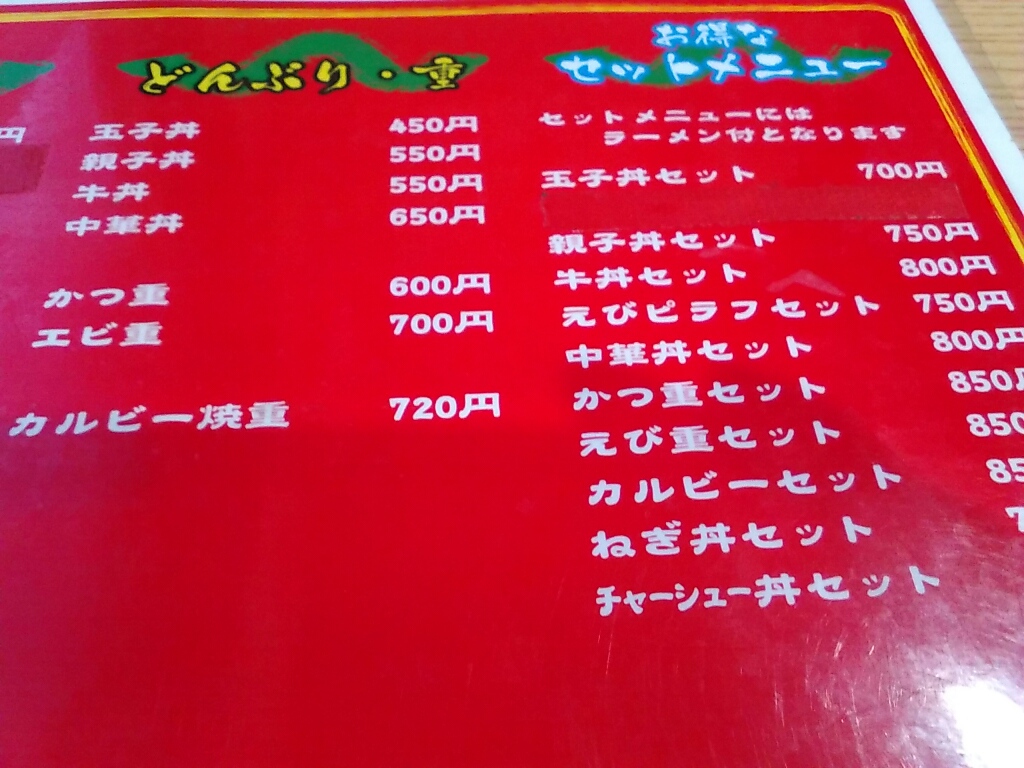 円
どんぶり・重
玉子丼 450円
親子丼 550円
牛丼 550円
中華丼 650円
かつ重 600円
エビ重 700円
カルビー焼重 720円
お得な
セットメニュー
セットメニューには
ラーメン付となります
玉子丼セット 700円
親子丼セット 750円
牛丼セット 800円
えびピラフセット 750円
中華丼セット 800円
かつ重セット 850円
えび重セット 850
カルビーセット 85
ねぎ丼セット 7
チャーシュー丼セット